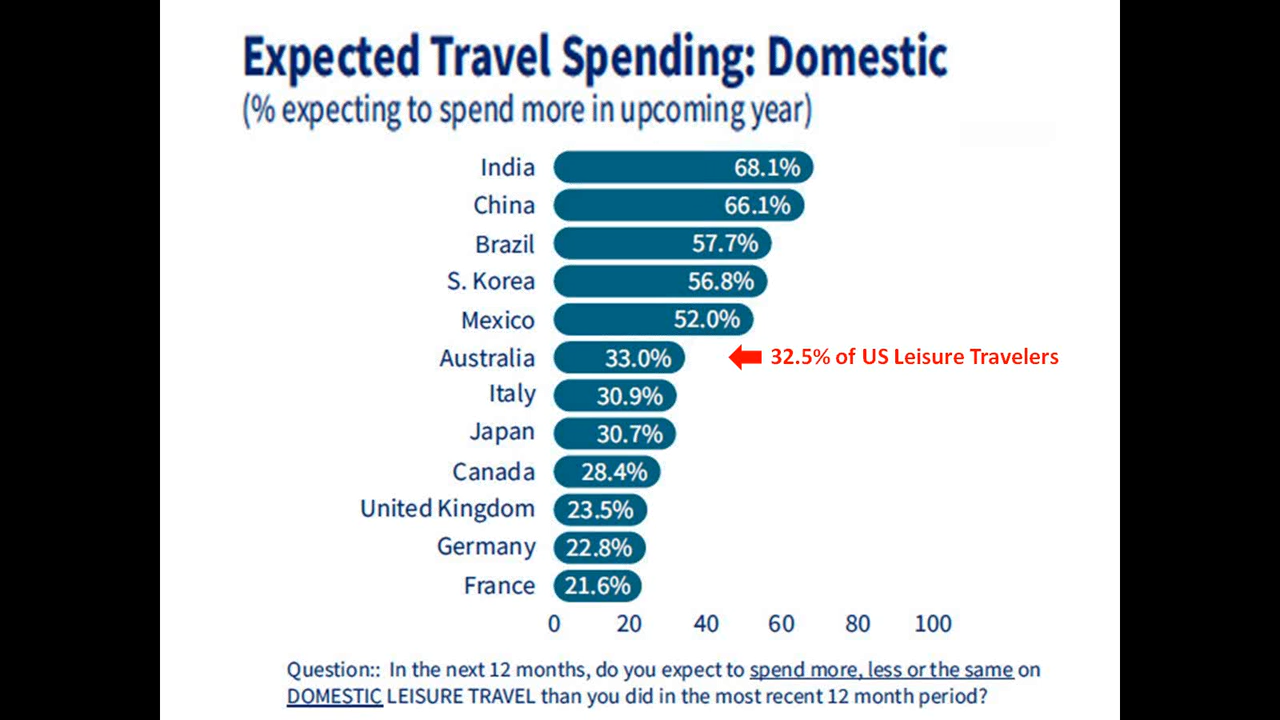 Expected Travel Spending: Domestic
(% expecting to spend more in upcoming year)
India 68.1%
China 66.1%
Brazil 57.7%
S. Korea 56.8%
Mexico 52.0%
Australia 33.0% 32.5% of US Leisure Travelers
Italy 30.9%
Japan 30.7%
Canada 28.4%
United Kingdom 23.5%
Germany 22.8%
France 21.6%
0 20 40 60 80 100
Question:: In the next 12 months, do you expect to spend more, less or the same on
DOMESTIC LEISURE TRAVEL than you did in the most recent 12 month period?